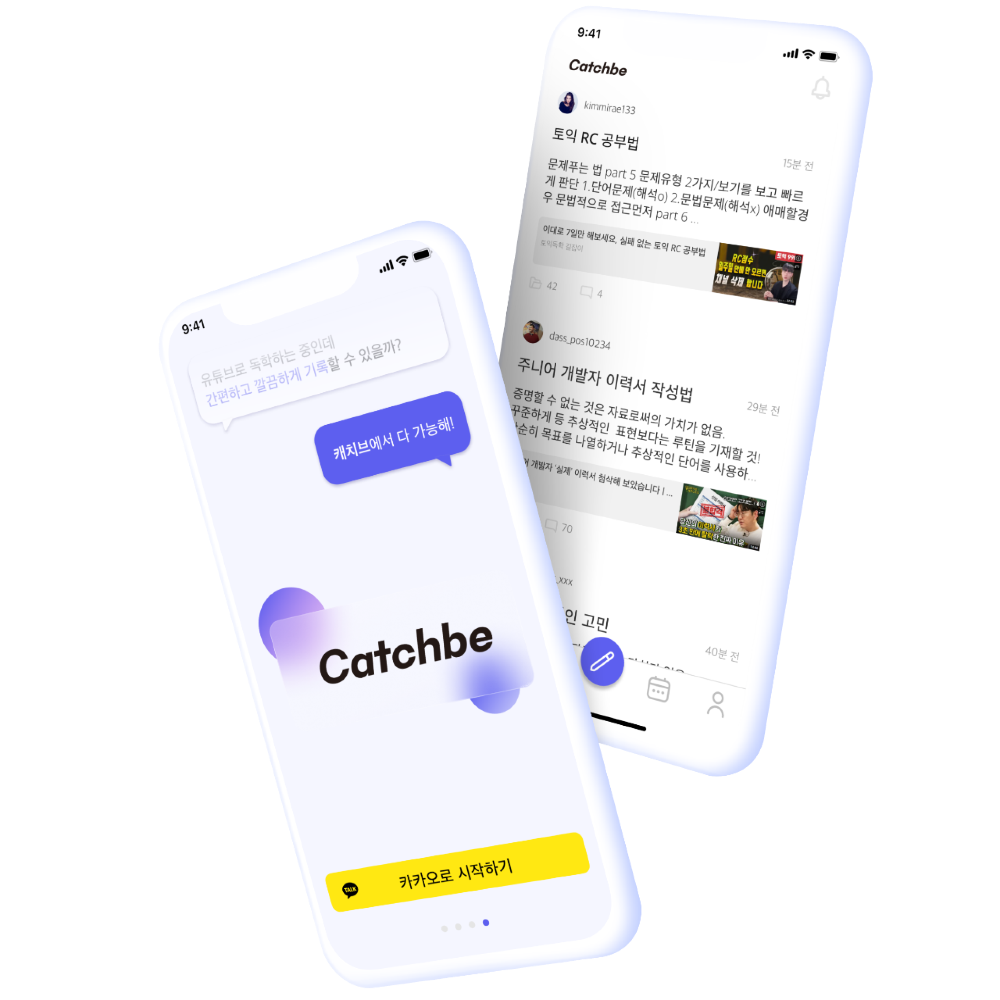 9:41
유튜브로 독학하는 중인데
간편하고 깔끔하게 기록할 수 있을까?
캐치브에서 다 가능해!
Catchbe
TALK
카카오로 시작하기
9:41
Catchbe
kimmirae133
토익 RC 공부법
15분 전
문제푸는 법 part 5 문제유형 2가지/보기를 보고 빠르
게 판단 1.단어문제(해석o) 2.문법문제(해석x) 애매할경
우 문법적으로 접근먼저 part 6 ...
이대로 7일만 해보세요, 실패 없는 토익 RC 공부법
토익독학 길잡이
토익
RC점수
일주일 안에 안 오르면
채널 삭제 합니다
42
4
dass_pos10234
주니어 개발자 이력서 작성법
29분 전
증명할 수 없는 것은 자료로써의 가치가 없음.
꾸준하게 등 추상적인 표현보다는 루틴을 기재할 것!
순히 목표를 나열하거나 추상적인 단어를 사용하...
어 개발자 '실제' 이력서 첨삭해 보았습니다 | ...
불합격
당신의 이력서가
3초 만에 탈락한 진짜 이유
70
_xxx
인 고민
40분 전